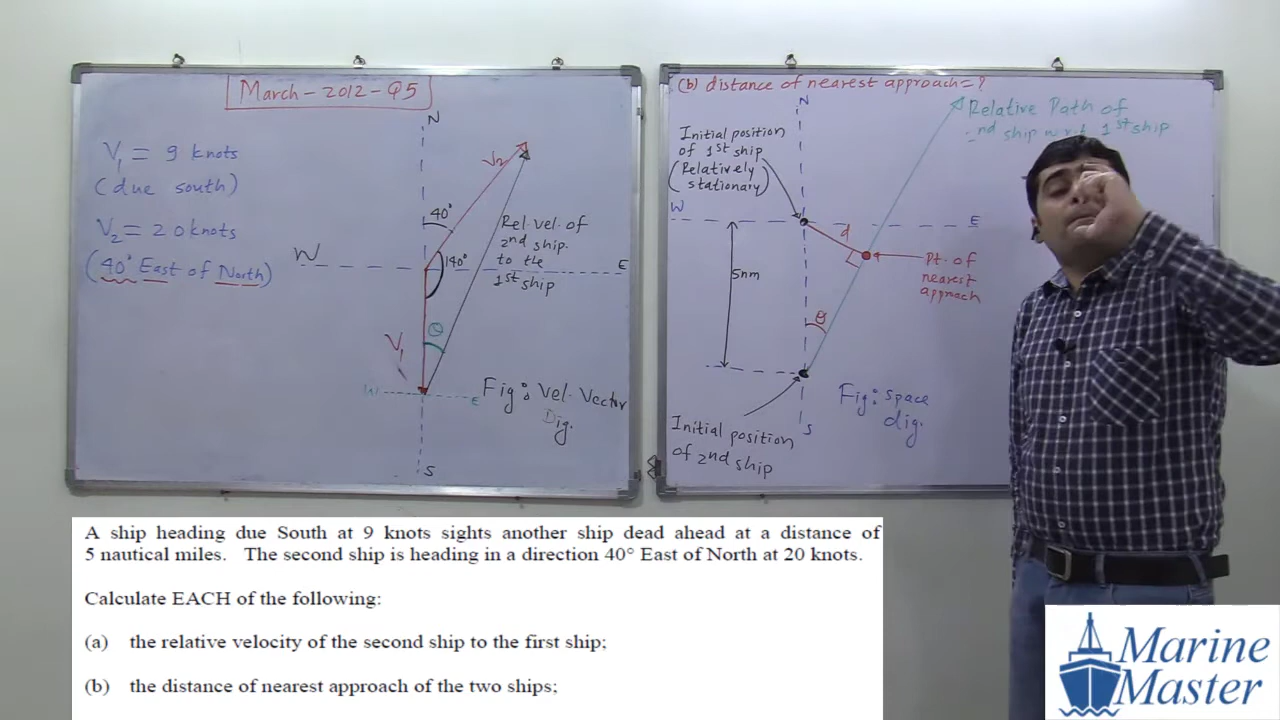 March-2012-Q5
V1 = 9 knots
(due south)
V2 = 20 knots
(40° East of North)
N
V2
40°
140°
Rel. vel. of
2nd ship.
to the
1st ship
W
E
θ
V1
W
E
Fig: Vel. Vector
Dig.
S
(b) distance of nearest approach=?
N
Relative Path of
2nd ship w.r.t. 1st ship
Initial position
of 1st ship
(Relatively
stationary)
W
E
d
5nm
Pt. of
nearest
approach
θ
Fig: space
dig.
S
Initial position
of 2nd ship
A ship heading due South at 9 knots sights another ship dead ahead at a distance of
5 nautical miles. The second ship is heading in a direction 40° East of North at 20 knots.
Calculate EACH of the following:
(a) the relative velocity of the second ship to the first ship;
(b) the distance of nearest approach of the two ships;
Marine
Master